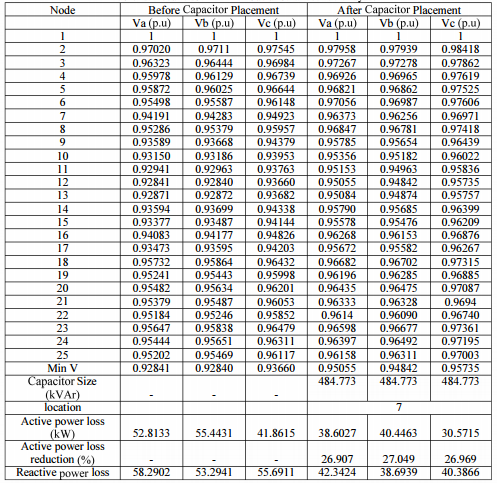 Node Before Capacitor Placement After Capacitor Placement
Va (p.u) Vb (p.u) Vc (p.u) Va (p.u) Vb (p.u) Vc (p.u)
1 1 1 1 1 1 1
2 0.97020 0.9711 0.97545 0.97958 0.97939 0.98418
3 0.96323 0.96444 0.96984 0.97267 0.97278 0.97862
4 0.95978 0.96129 0.96739 0.96926 0.96965 0.97619
5 0.95872 0.96025 0.96644 0.96821 0.96862 0.97525
6 0.95498 0.95587 0.96148 0.97056 0.96987 0.97606
7 0.94191 0.94283 0.94923 0.96373 0.96256 0.96971
8 0.95286 0.95379 0.95957 0.96847 0.96781 0.97418
9 0.93589 0.93668 0.94379 0.95785 0.95654 0.96439
10 0.93150 0.93186 0.93953 0.95356 0.95182 0.96022
11 0.92941 0.92963 0.93763 0.95153 0.94963 0.95836
12 0.92841 0.92840 0.93660 0.95055 0.94842 0.95735
13 0.92871 0.92872 0.93682 0.95084 0.94874 0.95757
14 0.93594 0.93699 0.94338 0.95790 0.95685 0.96399
15 0.93377 0.93487 0.94144 0.95578 0.95476 0.96209
16 0.94083 0.94177 0.94826 0.96268 0.96153 0.96876
17 0.93473 0.93595 0.94203 0.95672 0.95582 0.96267
18 0.95732 0.95864 0.96432 0.96682 0.96702 0.97315
19 0.95241 0.95443 0.95998 0.96196 0.96285 0.96885
20 0.95482 0.95634 0.96201 0.96435 0.96475 0.97087
21 0.95379 0.95487 0.96053 0.96333 0.96328 0.9694
22 0.95184 0.95246 0.95852 0.9614 0.96090 0.96740
23 0.95647 0.95838 0.96479 0.96598 0.96677 0.97361
24 0.95444 0.95651 0.96311 0.96397 0.96492 0.97195
25 0.95202 0.95469 0.96117 0.96158 0.96311 0.97003
Min V 0.92841 0.92840 0.93660 0.95055 0.94842 0.95735
Capacitor Size 484.773 484.773 484.773
(kVAr) - - -
location 7
Active power loss
(kW) 52.8133 55.4431 41.8615 38.6027 40.4463 30.5715
Active power loss
reduction (%) - - - 26.907 27.049 26.969
Reactive power loss 58.2902 53.2941 55.6911 42.3424 38.6939 40.3866